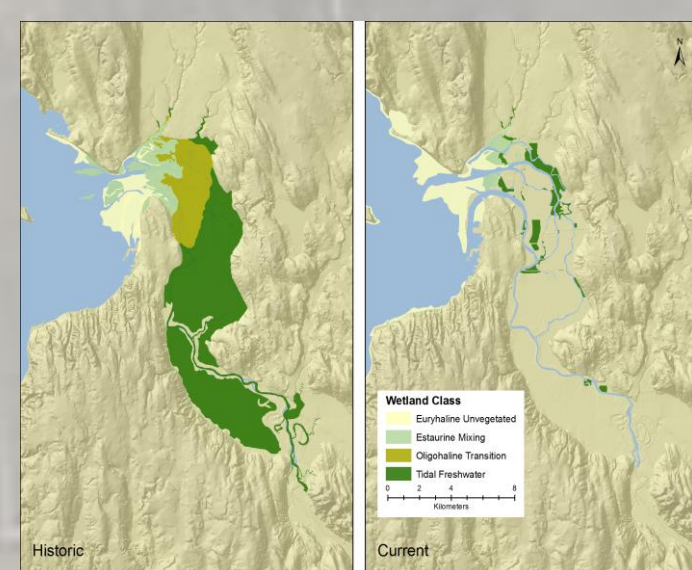 N
Wetland Class
Euryhaline Unvegetated
Estaurine Mixing
Oligohaline Transition
Tidal Freshwater
0 2 4 8
Kilometers
Historic
Current